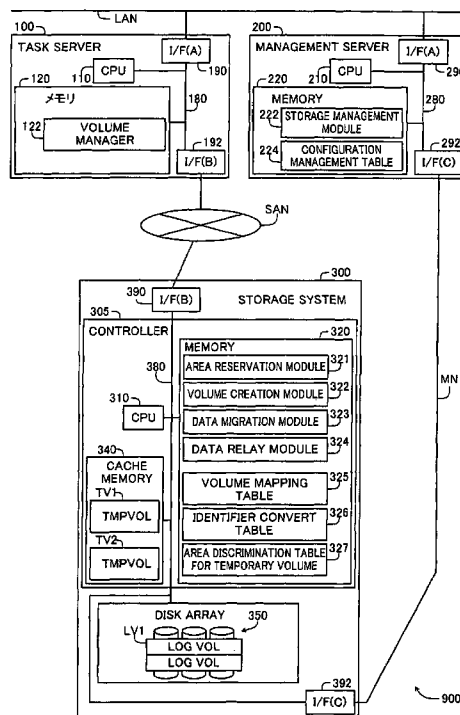 LAN
100
TASK SERVER
I/F(A)
110
CPU
190
120
メモリ
180
122
VOLUME
MANAGER
I/F(B)
192
200
MANAGEMENT SERVER
I/F(A)
210
CPU
290
220
MEMORY
280
222
STORAGE MANAGEMENT
MODULE
224
CONFIGURATION
MANAGEMENT TABLE
292
I/F(C)
SAN
300
390
I/F(B)
STORAGE SYSTEM
305
CONTROLLER
320
380
MEMORY
321
AREA RESERVATION MODULE
322
VOLUME CREATION MODULE
310
CPU
323
DATA MIGRATION MODULE
324
DATA RELAY MODULE
MN
340
CACHE
MEMORY
TV1
TMPVOL
TV2
TMPVOL
325
VOLUME MAPPING
TABLE
326
IDENTIFIER CONVERT
TABLE
327
AREA DISCRIMINATION TABLE
FOR TEMPORARY VOLUME
DISK ARRAY
350
LV1
LOG VOL
LOG VOL
392
I/F(C)
900